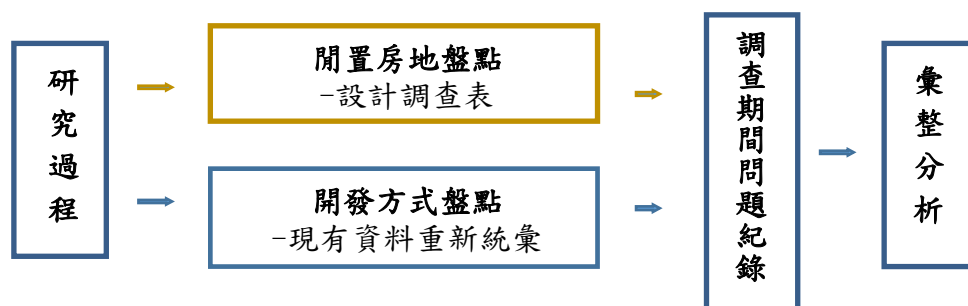 研究過程
閒置房地盤點
-設計調查表
開發方式盤點
-現有資料重新統彙
調查期間問題紀錄
彙整分析